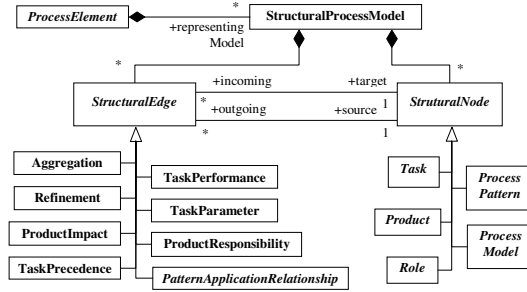 ProcessElement
*
StructuralProcessModel
+representing
Model
*
*
+incoming
+target
StructuralEdge
*
1
StruturalNode
+outgoing
+source
*
1
Aggregation
TaskPerformance
Task
Process
Pattern
Refinement
TaskParameter
Product
ProductImpact
ProductResponsibility
Process
Model
TaskPrecedence
PatternApplicationRelationship
Role